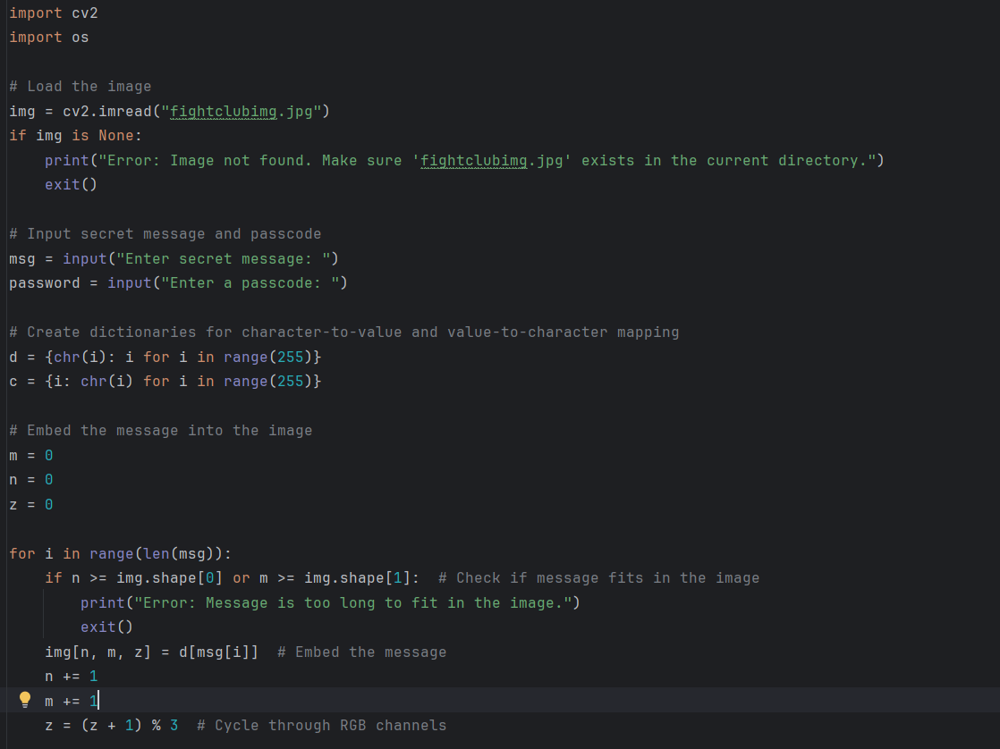 import cv2
import os
# Load the image
img = cv2.imread("fightclubimg.jpg")
if img is None:
    print("Error: Image not found. Make sure 'fightclubimg.jpg' exists in the current directory.")
    exit()
# Input secret message and passcode
msg = input("Enter secret message: ")
password = input("Enter a passcode: ")
# Create dictionaries for character-to-value and value-to-character mapping
d = {chr(i): i for i in range(255)}
c = {i: chr(i) for i in range(255)}
# Embed the message into the image
m = 0
n = 0
z = 0
for i in range(len(msg)):
    if n >= img.shape[0] or m >= img.shape[1]:  # Check if message fits in the image
        print("Error: Message is too long to fit in the image.")
        exit()
    img[n, m, z] = d[msg[i]]  # Embed the message
    n += 1
    m += 1
    z = (z + 1) % 3  # Cycle through RGB channels